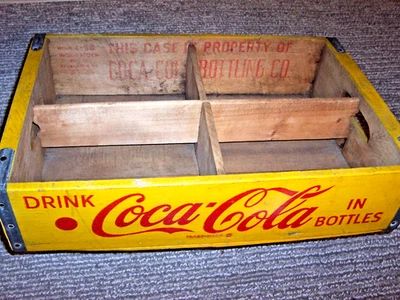 THIS CASE IS PROPERTY OF
COCA-COLA BOTTLING CO.
DRINK Coca-Cola IN
BOTTLES